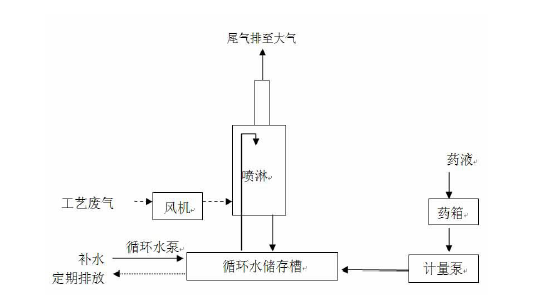 尾气排至大气
喷淋
药液
工艺废气
风机
药箱
循环水泵
补水
定期排放
循环水储存槽
计量泵